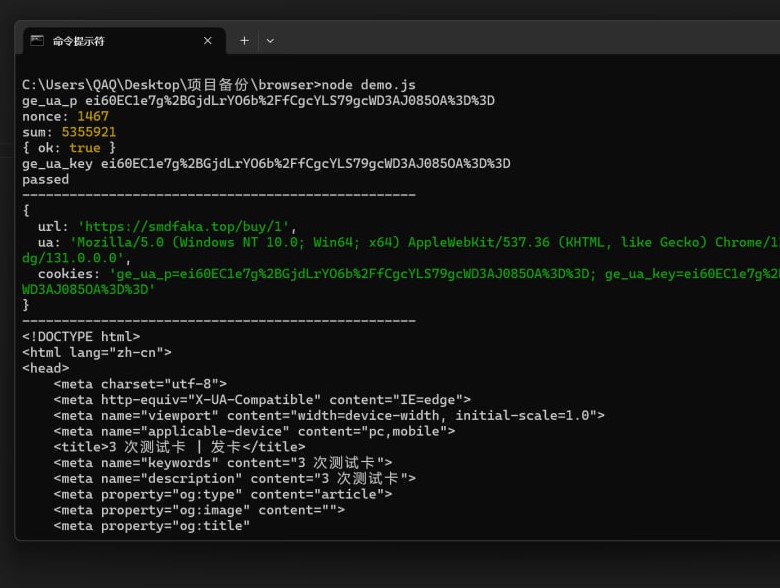 命令提示符
C:\Users\QAQ\Desktop\项目备份\browser>node demo.js
ge_ua_p ei60EC1e7g%2BGjdLrYO6b%2FfCgcYLS79gcWD3AJ085OA%3D%3D
nonce: 1467
sum: 5355921
{ ok: true }
ge_ua_key ei60EC1e7g%2BGjdLrYO6b%2FfCgcYLS79gcWD3AJ085OA%3D%3D
passed
--------------------------------------------------
{
  url: 'https://smdfaka.top/buy/1',
  ua: 'Mozilla/5.0 (Windows NT 10.0; Win64; x64) AppleWebKit/537.36 (KHTML, like Gecko) Chrome/1
dg/131.0.0.0',
  cookies: 'ge_ua_p=ei60EC1e7g%2BGjdLrYO6b%2FfCgcYLS79gcWD3AJ085OA%3D%3D; ge_ua_key=ei60EC1e7g%2
WD3AJ085OA%3D%3D'
}
--------------------------------------------------
<!DOCTYPE html>
<html lang="zh-cn">
<head>
    <meta charset="utf-8">
    <meta http-equiv="X-UA-Compatible" content="IE=edge">
    <meta name="viewport" content="width=device-width, initial-scale=1.0">
    <meta name="applicable-device" content="pc,mobile">
    <title>3 次测试卡 | 发卡</title>
    <meta name="keywords" content="3 次测试卡">
    <meta name="description" content="3 次测试卡">
    <meta property="og:type" content="article">
    <meta property="og:image" content="">
    <meta property="og:title"